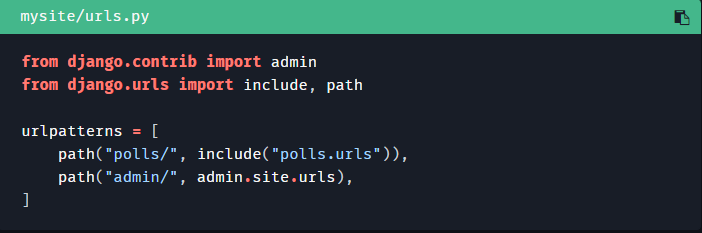 mysite/urls.py
from django.contrib import admin
from django.urls import include, path

urlpatterns = [
    path("polls/", include("polls.urls")),
    path("admin/", admin.site.urls),
]